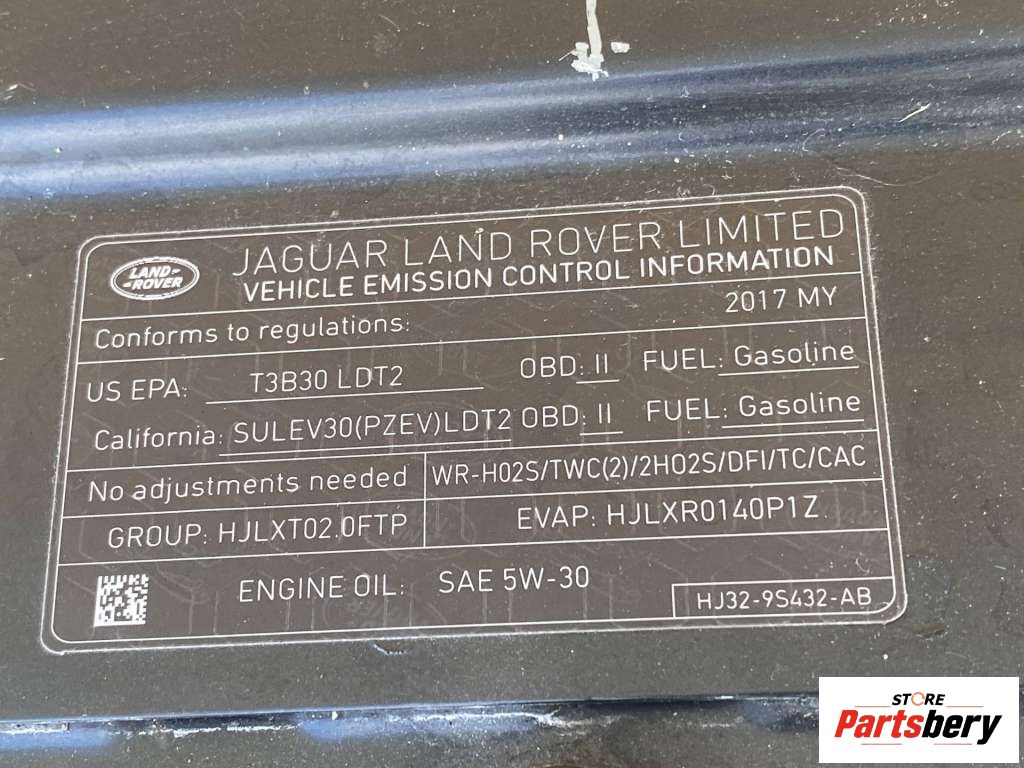 LAND-
-ROVER
JAGUAR LAND ROVER LIMITED
VEHICLE EMISSION CONTROL INFORMATION
Conforms to regulations:
2017 MY
US EPA: T3B30 LDT2 OBD: II FUEL: Gasoline
California: SULEV30(PZEV)LDT2 OBD: II FUEL: Gasoline
No adjustments needed WR-HO2S/TWC(2)/2HO2S/DFI/TC/CAC
GROUP: HJLXT02.0FTP EVAP: HJLXR0140P1Z
ENGINE OIL: SAE 5W-30
HJ32-9S432-AB
STORE
Partsbery